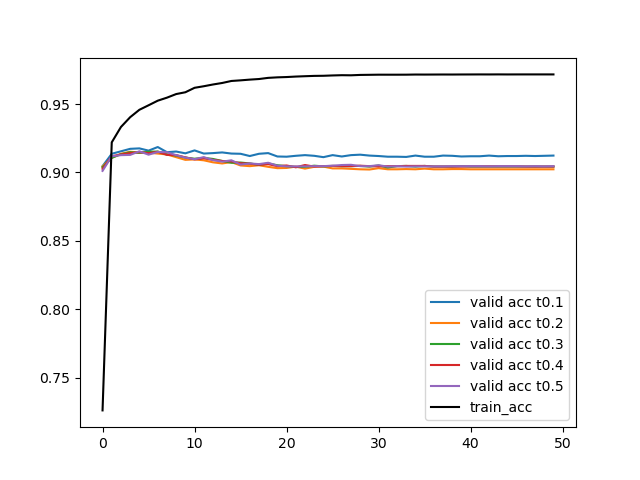 0.95
0.90
0.85
0.80
0.75
0 10 20 30 40 50
valid acc t0.1
valid acc t0.2
valid acc t0.3
valid acc t0.4
valid acc t0.5
train_acc